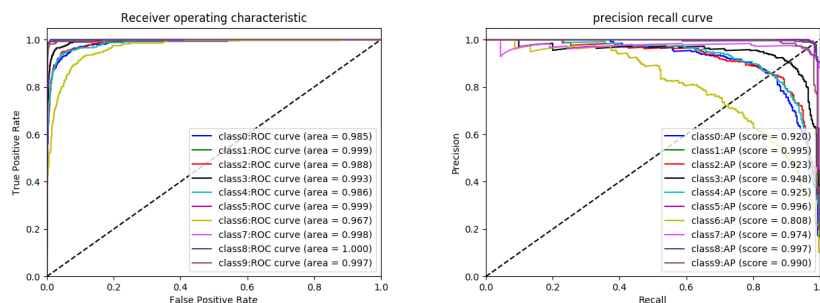 Receiver operating characteristic
1.0
0.8
0.6
0.4
0.2
0.0
True Positive Rate
class0:ROC curve (area = 0.985)
class1:ROC curve (area = 0.999)
class2:ROC curve (area = 0.988)
class3:ROC curve (area = 0.993)
class4:ROC curve (area = 0.986)
class5:ROC curve (area = 0.999)
class6:ROC curve (area = 0.967)
class7:ROC curve (area = 0.998)
class8:ROC curve (area = 1.000)
class9:ROC curve (area = 0.997)
0.0 0.2 0.4 0.6 0.8 1.0
False Positive Rate
precision recall curve
1.0
0.8
0.6
0.4
0.2
0.0
Precision
class0:AP (score = 0.920)
class1:AP (score = 0.995)
class2:AP (score = 0.923)
class3:AP (score = 0.948)
class4:AP (score = 0.925)
class5:AP (score = 0.996)
class6:AP (score = 0.808)
class7:AP (score = 0.974)
class8:AP (score = 0.997)
class9:AP (score = 0.990)
0.0 0.2 0.4 0.6 0.8 1.0
Recall